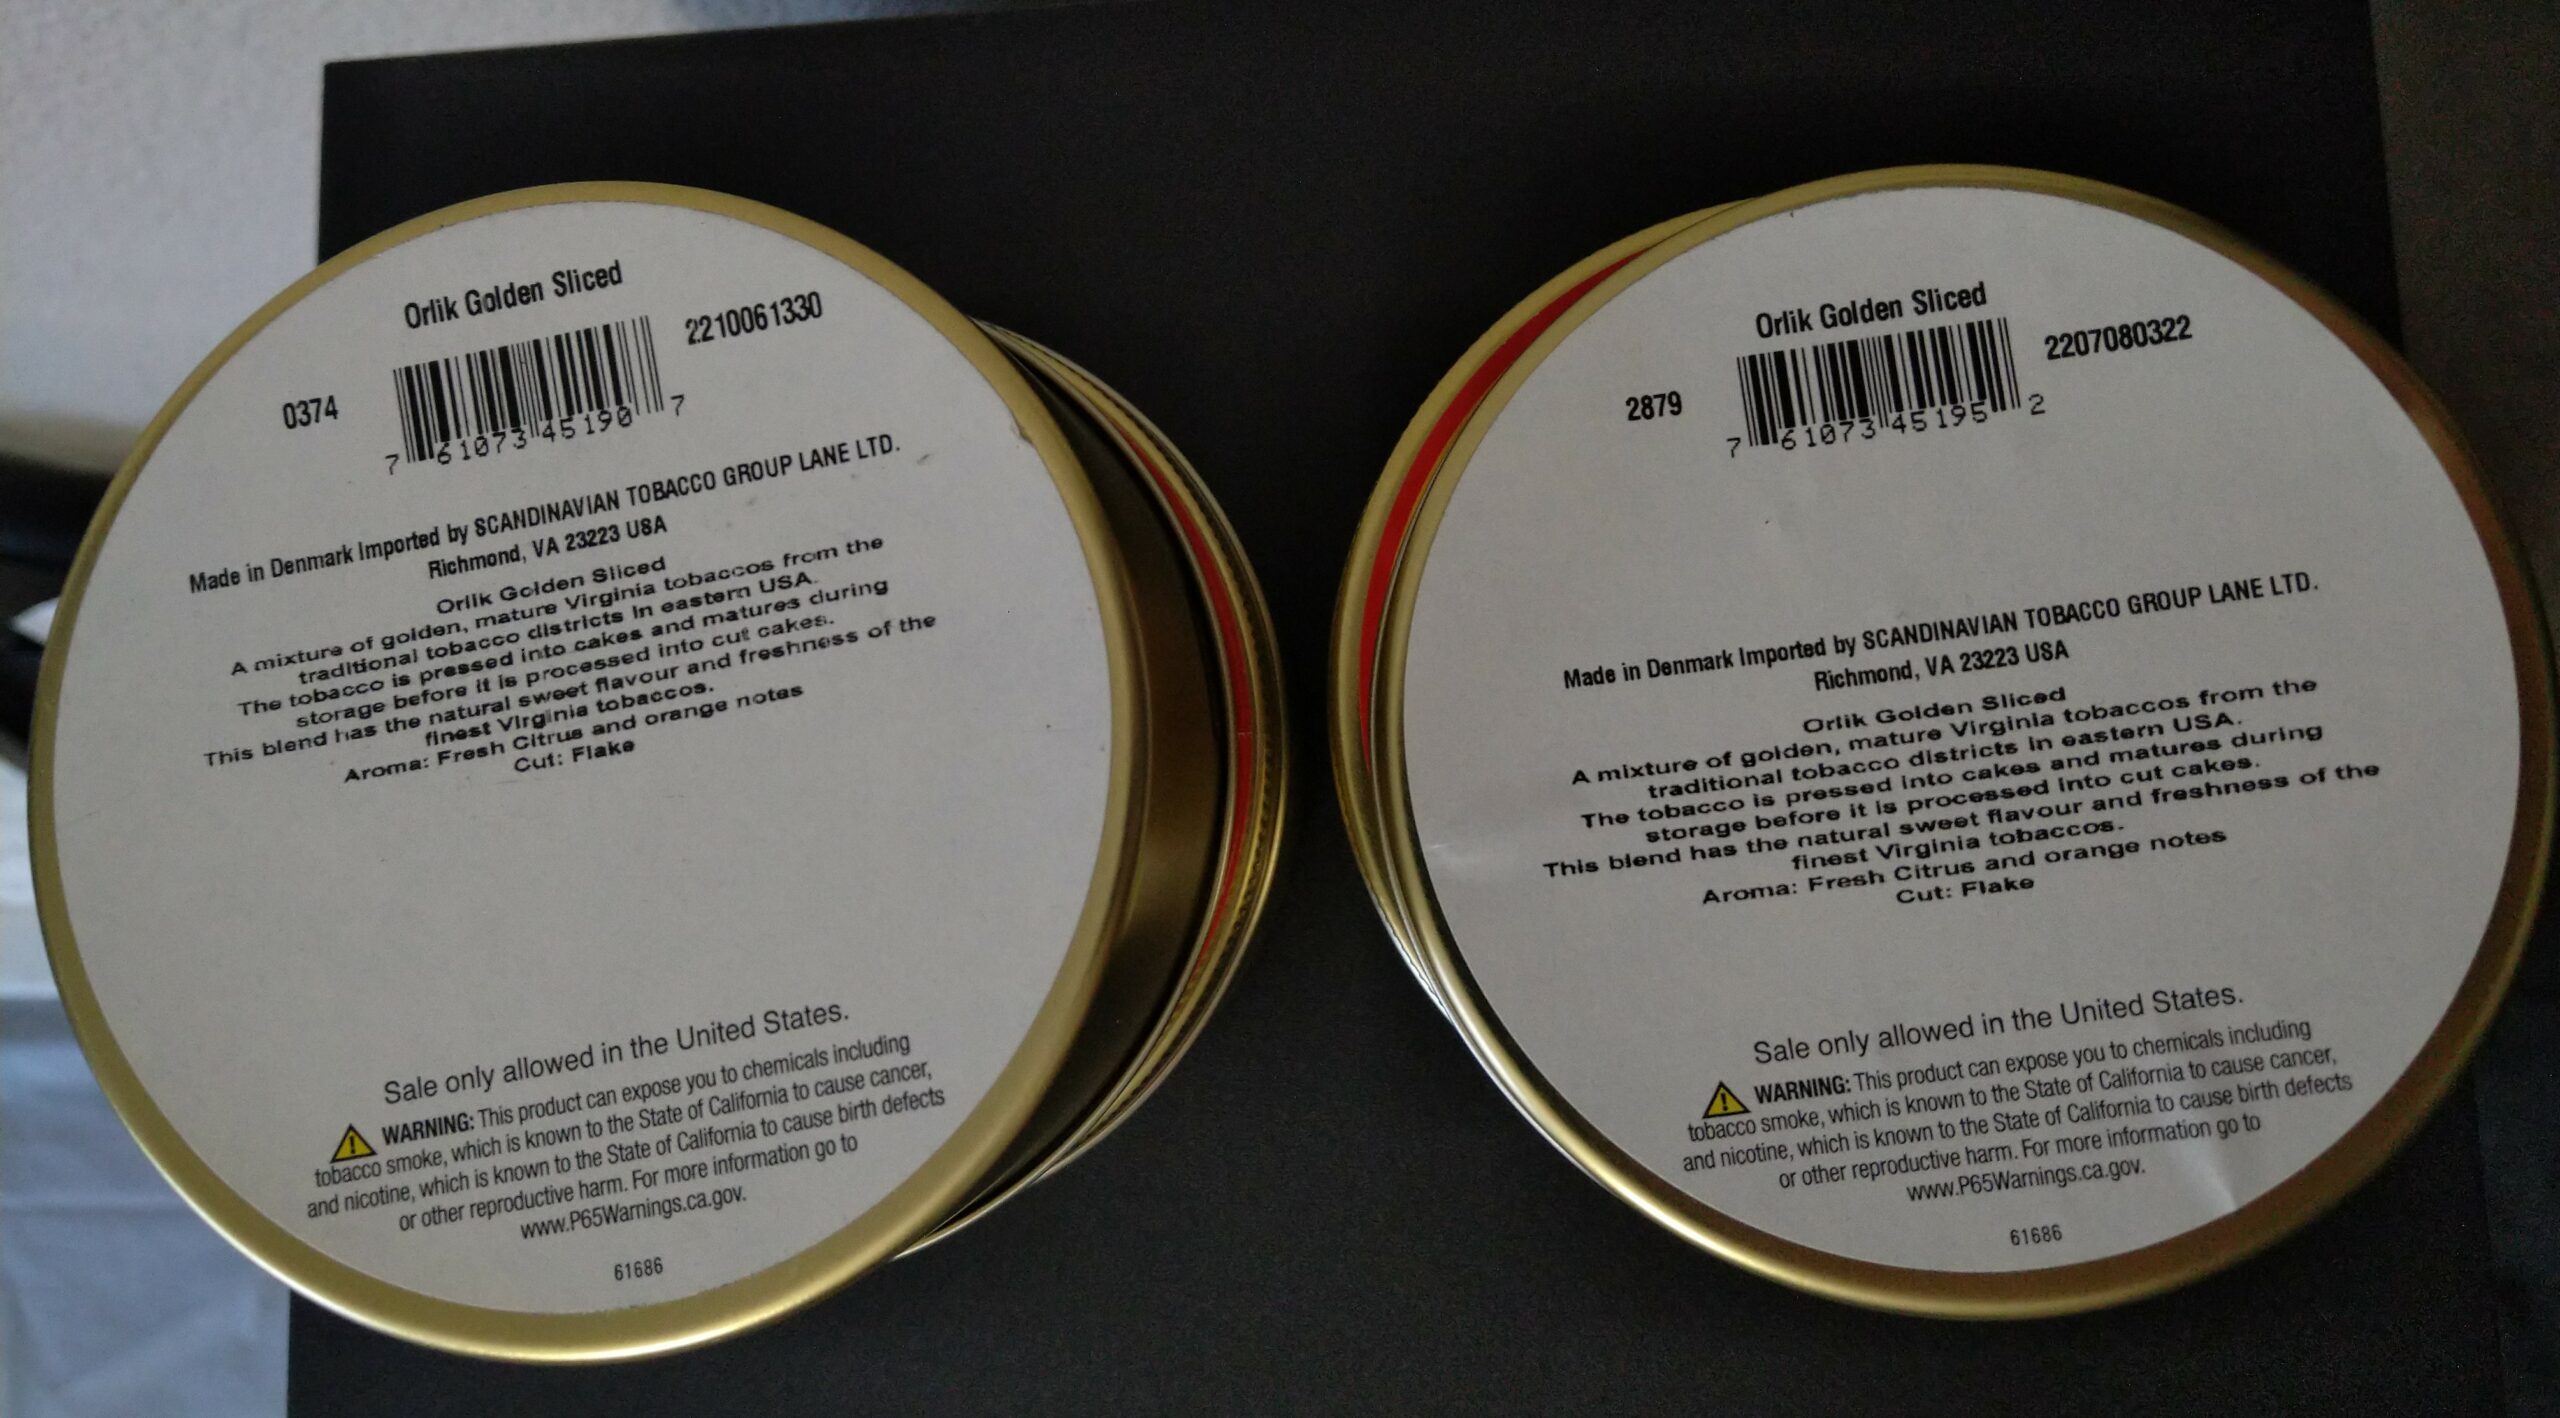 Orlik Golden Sliced
2210061330
0374
7 61073 45190 7
Made in Denmark Imported by SCANDINAVIAN TOBACCO GROUP LANE LTD.
Richmond, VA 23223 USA
Orlik Golden Sliced
A mixture of golden, mature Virginia tobaccos from the
traditional tobacco districts in eastern USA.
The tobacco is pressed into cakes and matures during
storage before it is processed into cut cakes.
This blend has the natural sweet flavour and freshness of the
finest Virginia tobaccos.
Aroma: Fresh Citrus and orange notes
Cut: Flake
Sale only allowed in the United States.
WARNING: This product can expose you to chemicals including
tobacco smoke, which is known to the State of California to cause cancer,
and nicotine, which is known to the State of California to cause birth defects
or other reproductive harm. For more information go to
www.P65Warnings.ca.gov.
61686
Orlik Golden Sliced
2207080322
2879
7 61073 45195 2
Made in Denmark Imported by SCANDINAVIAN TOBACCO GROUP LANE LTD.
Richmond, VA 23223 USA
Orlik Golden Sliced
A mixture of golden, mature Virginia tobaccos from the
traditional tobacco districts in eastern USA.
The tobacco is pressed into cakes and matures during
storage before it is processed into cut cakes.
This blend has the natural sweet flavour and freshness of the
finest Virginia tobaccos.
Aroma: Fresh Citrus and orange notes
Cut: Flake
Sale only allowed in the United States.
WARNING: This product can expose you to chemicals including
tobacco smoke, which is known to the State of California to cause cancer,
and nicotine, which is known to the State of California to cause birth defects
or other reproductive harm. For more information go to
www.P65Warnings.ca.gov.
61686